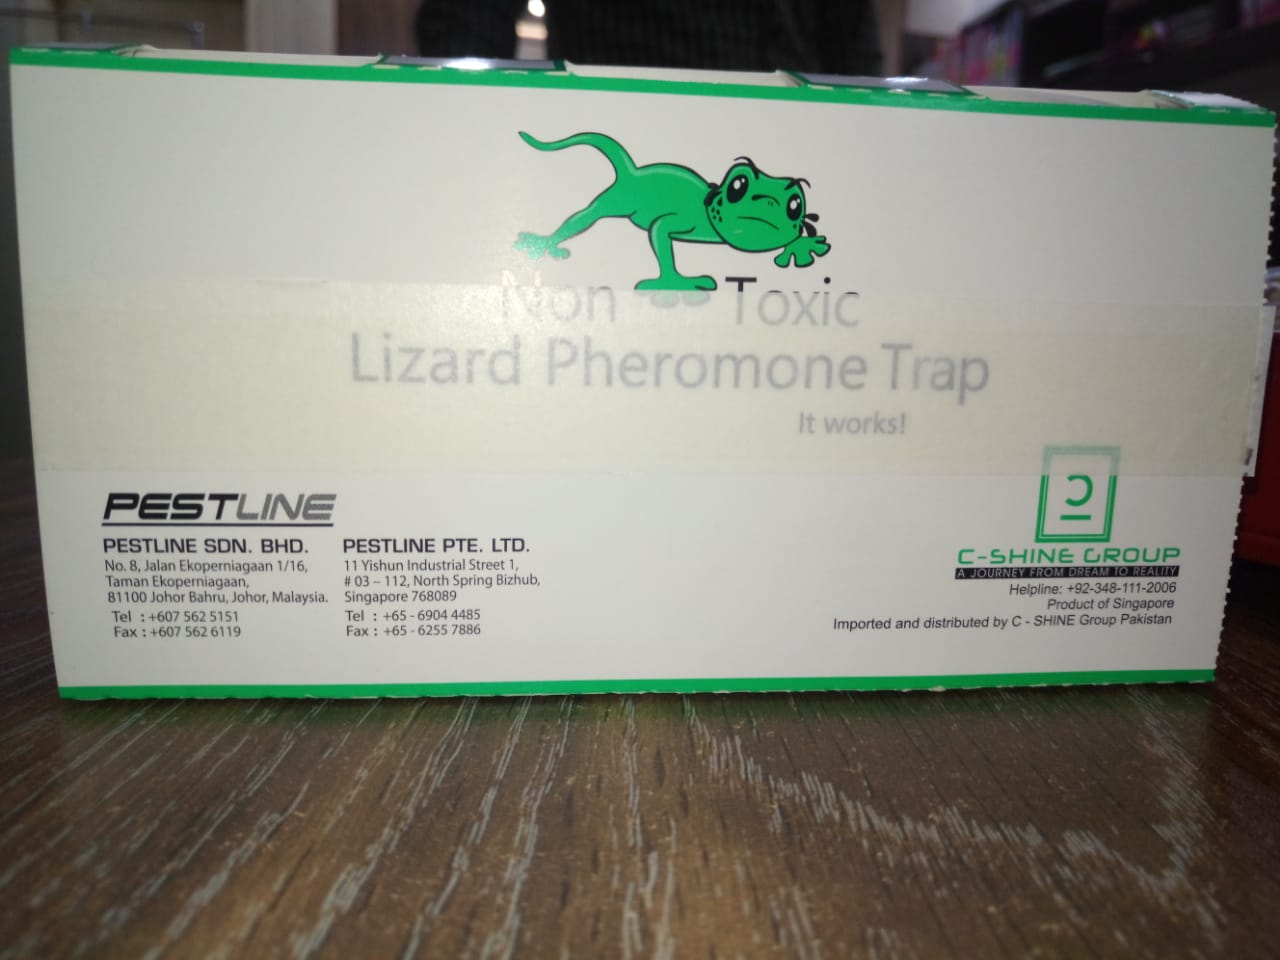 Non Toxic
Lizard Pheromone Trap
It works!
PESTLINE
PESTLINE SDN. BHD.
No. 8, Jalan Ekoperniagaan 1/16,
Taman Ekoperniagaan,
81100 Johor Bahru, Johor, Malaysia.
Tel : +607 562 5151
Fax : +607 562 6119
PESTLINE PTE. LTD.
11 Yishun Industrial Street 1,
# 03 – 112, North Spring Bizhub,
Singapore 768089
Tel : +65 - 6904 4485
Fax : +65 - 6255 7886
C-SHINE GROUP
A JOURNEY FROM DREAM TO REALITY
Helpline: +92-348-111-2006
Product of Singapore
Imported and distributed by C - SHINE Group Pakistan